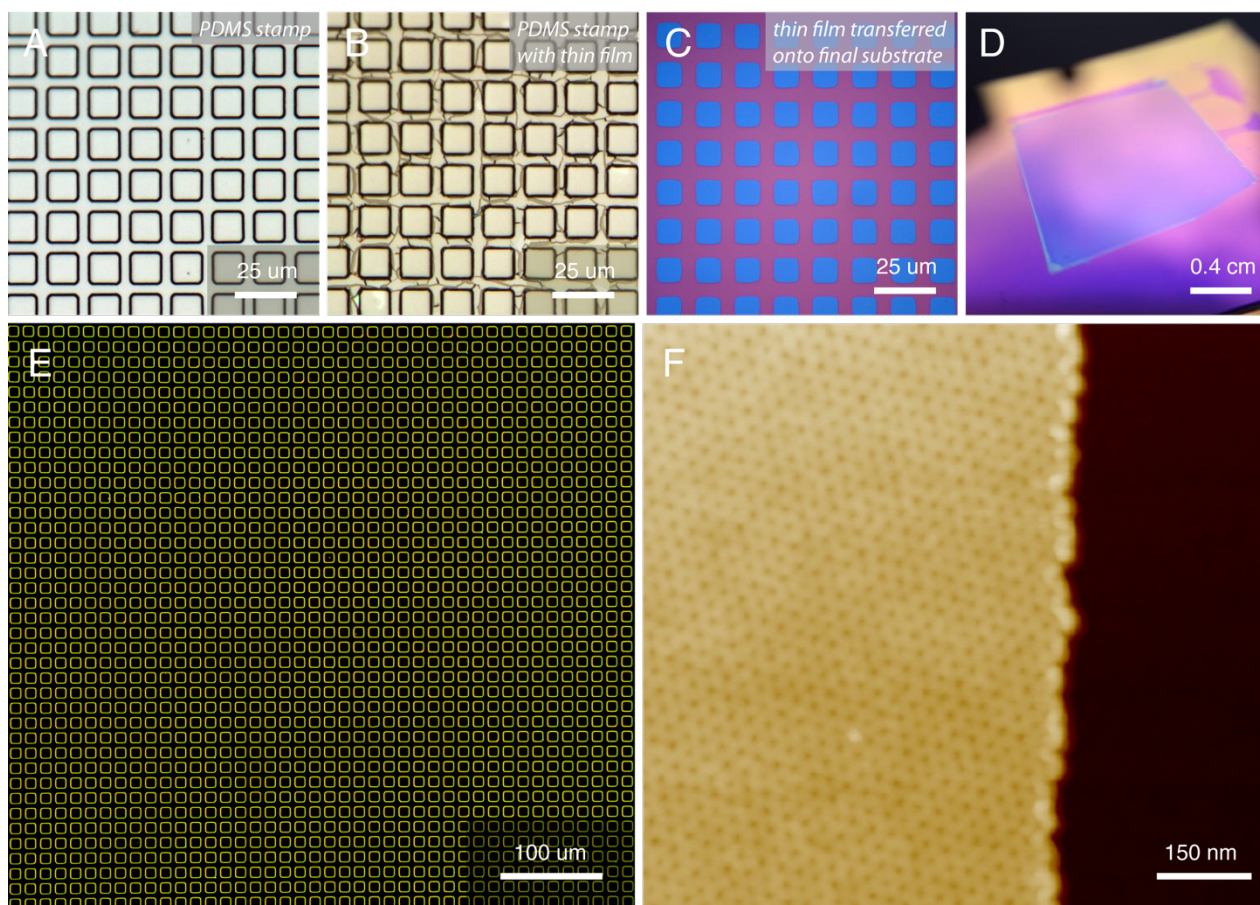 A
PDMS stamp
25 um
B
PDMS stamp
with thin film
25 um
C
thin film transferred
onto final substrate
25 um
D
0.4 cm
E
100 um
F
150 nm